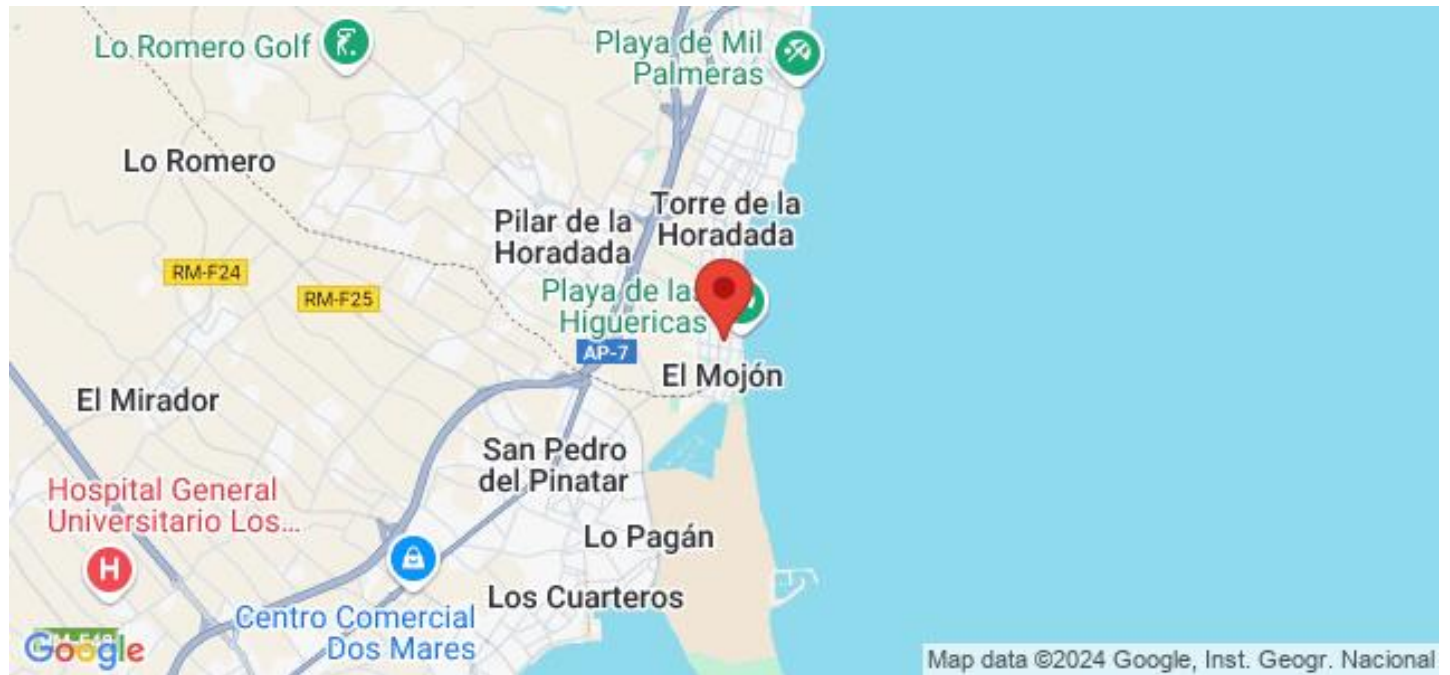 Lo Romero Golf
Playa de Mil
Palmeras
Lo Romero
Torre de la
Horadada
Pilar de la
Horadada
RM-F24
RM-F25
Playa de las
Higuericas
AP-7
El Mojón
El Mirador
San Pedro
del Pinatar
Hospital General
Universitario Los...
H
Lo Pagán
Los Cuarteros
Centro Comercial
Dos Mares
Google
Map data ©2024 Google, Inst. Geogr. Nacional